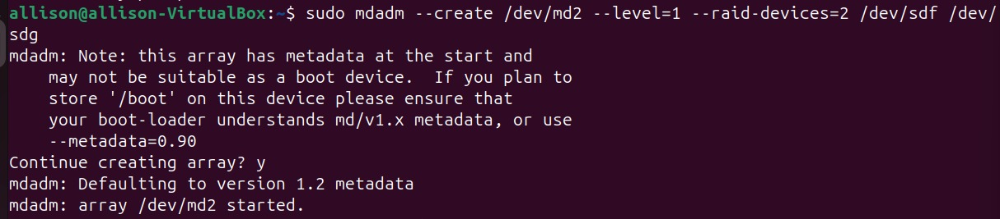 allison@allison-VirtualBox:~$ sudo mdadm --create /dev/md2 --level=1 --raid-devices=2 /dev/sdf /dev/
sdg
mdadm: Note: this array has metadata at the start and
    may not be suitable as a boot device.  If you plan to
    store '/boot' on this device please ensure that
    your boot-loader understands md/v1.x metadata, or use
    --metadata=0.90
Continue creating array? y
mdadm: Defaulting to version 1.2 metadata
mdadm: array /dev/md2 started.